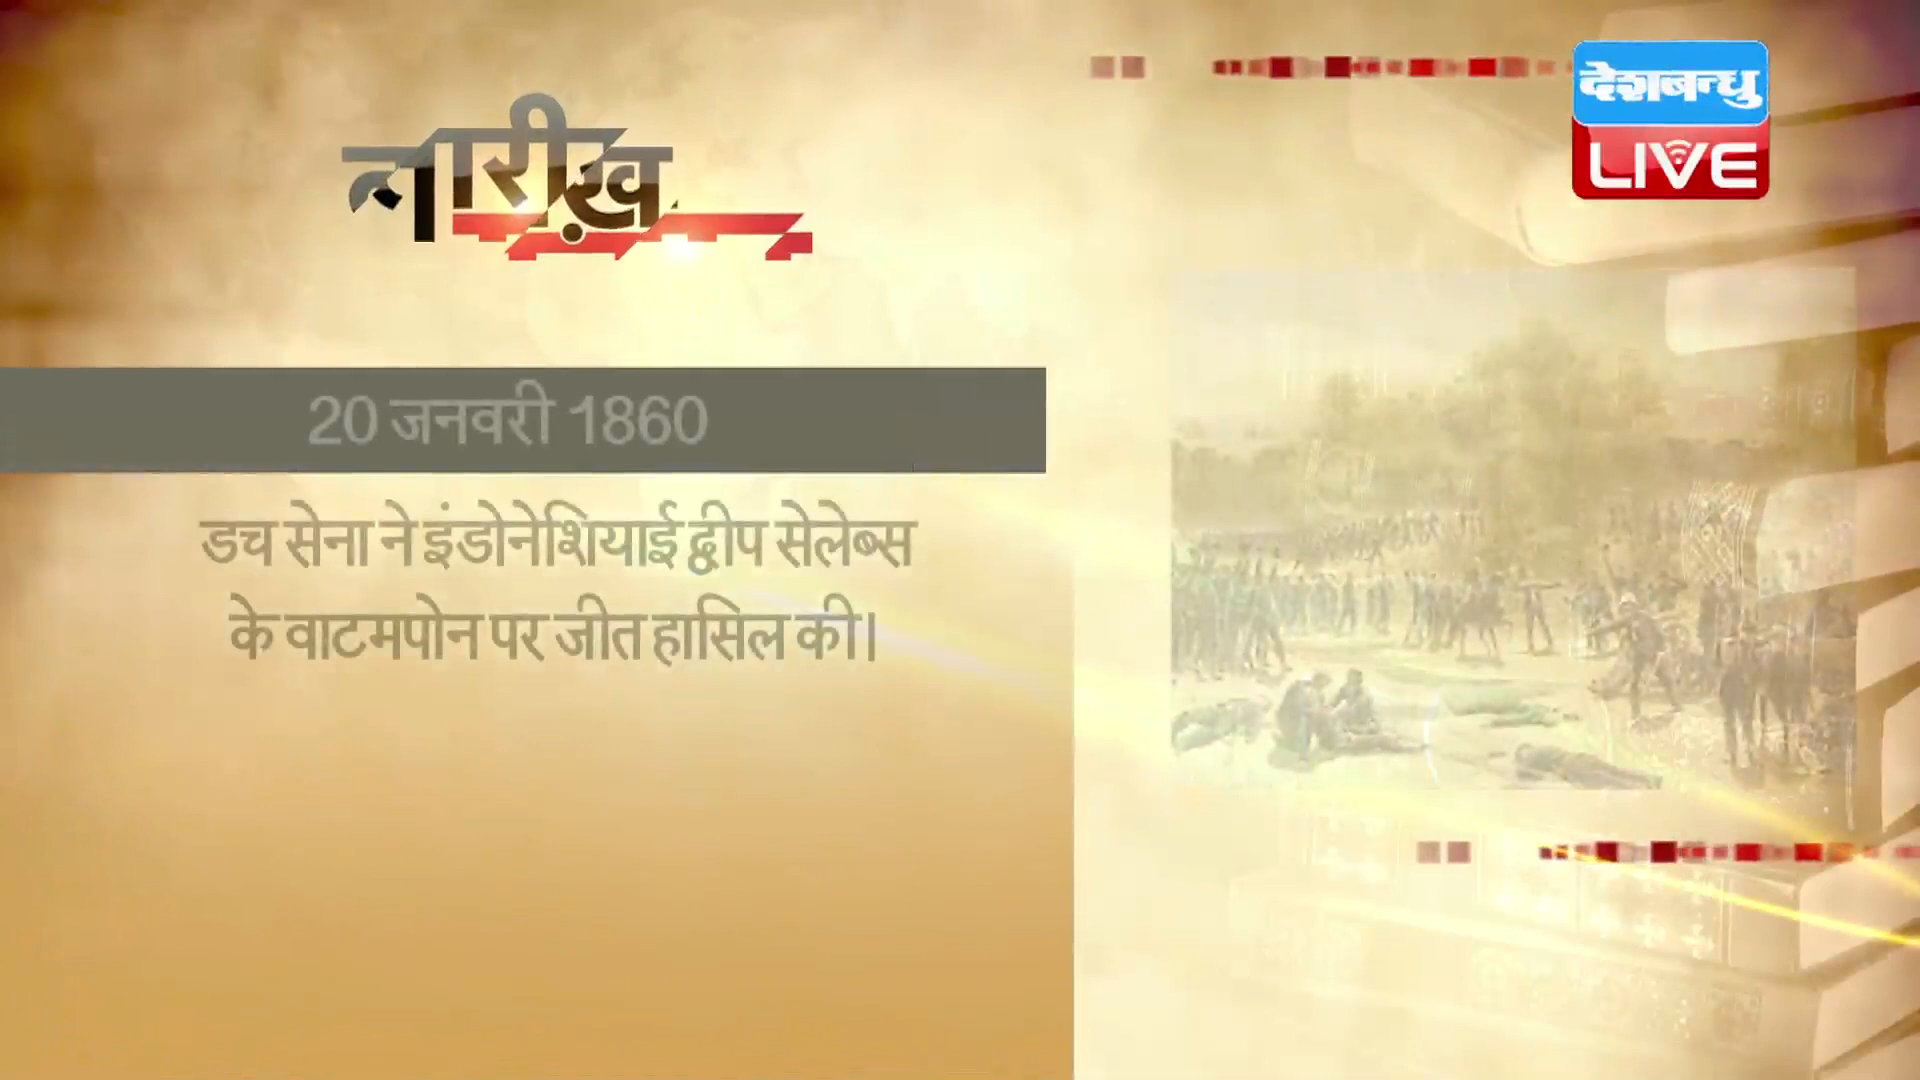 तारीख़
देशबन्धु
LIVE
20 जनवरी 1860
डच सेना ने इंडोनेशियाई द्वीप सेलेब्स
के वाटमपोन पर जीत हासिल की।